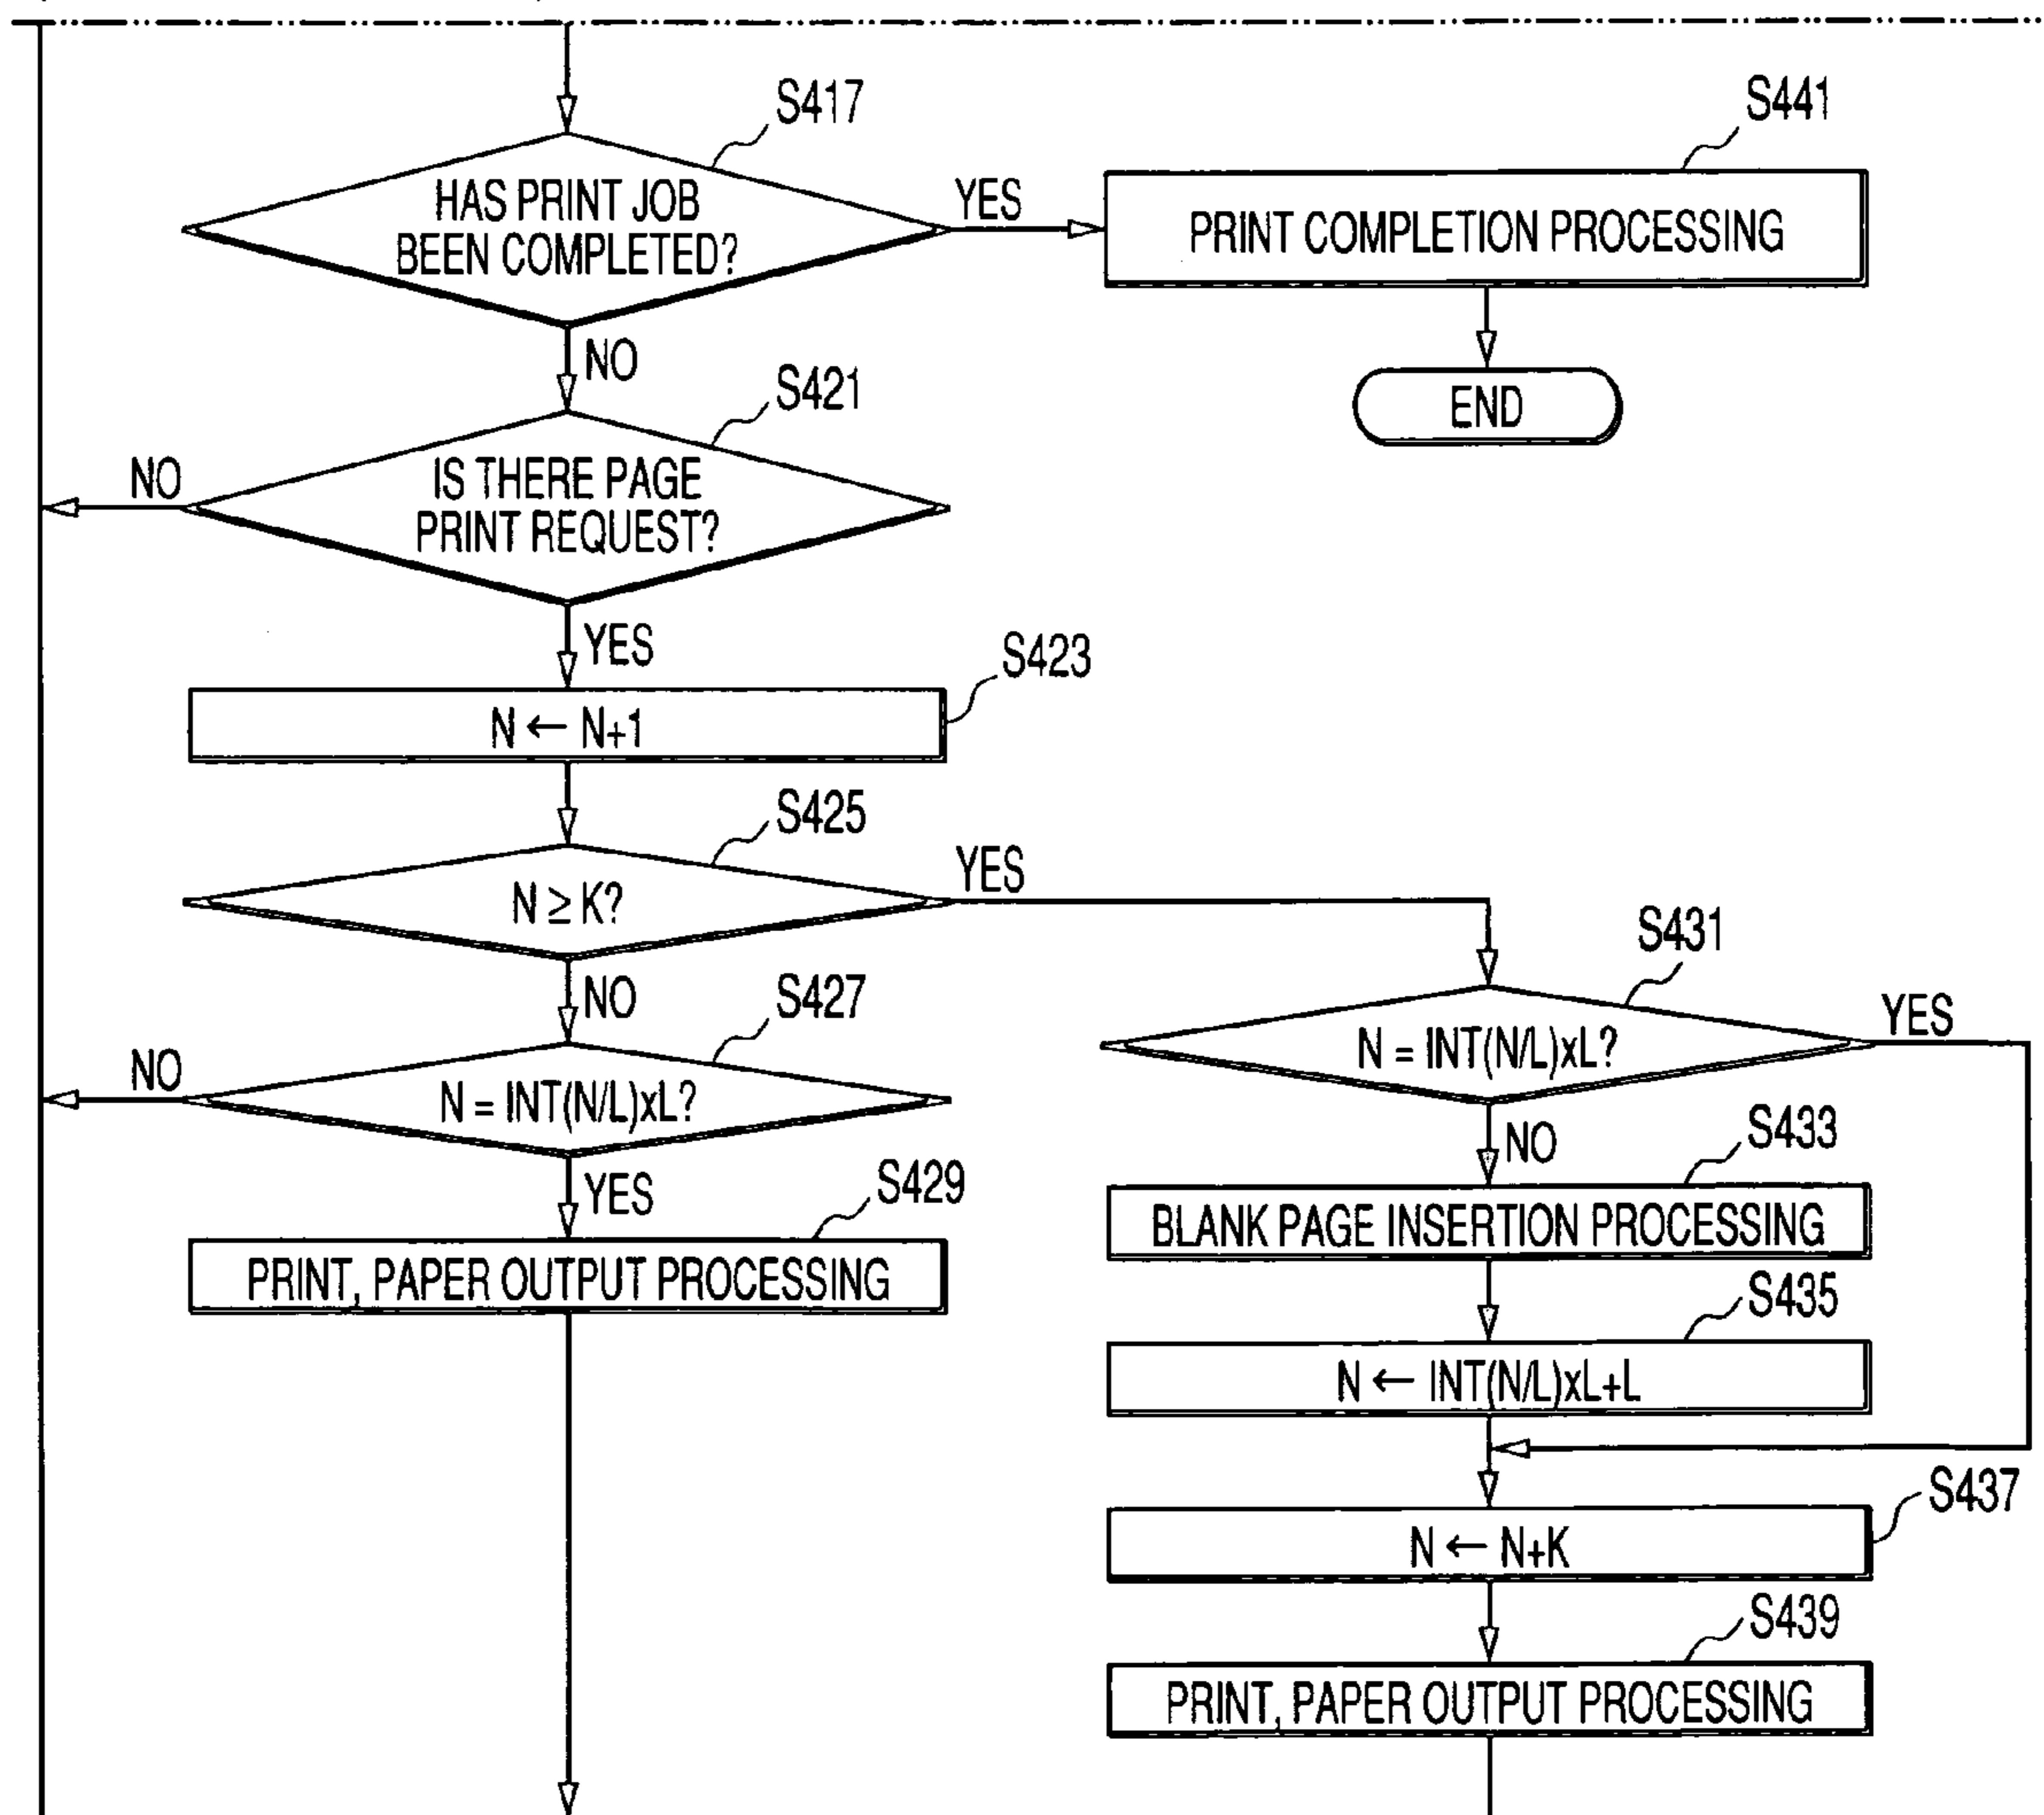 S417
HAS PRINT JOB
BEEN COMPLETED?
YES
S441
PRINT COMPLETION PROCESSING
END
NO
S421
IS THERE PAGE
PRINT REQUEST?
NO
YES
S423
N ← N+1
S425
N ≥ K?
YES
NO
S427
N = INT(N/L)xL?
NO
YES
S429
PRINT, PAPER OUTPUT PROCESSING
S431
N = INT(N/L)xL?
YES
NO
S433
BLANK PAGE INSERTION PROCESSING
S435
N ← INT(N/L)xL+L
S437
N ← N+K
S439
PRINT, PAPER OUTPUT PROCESSING